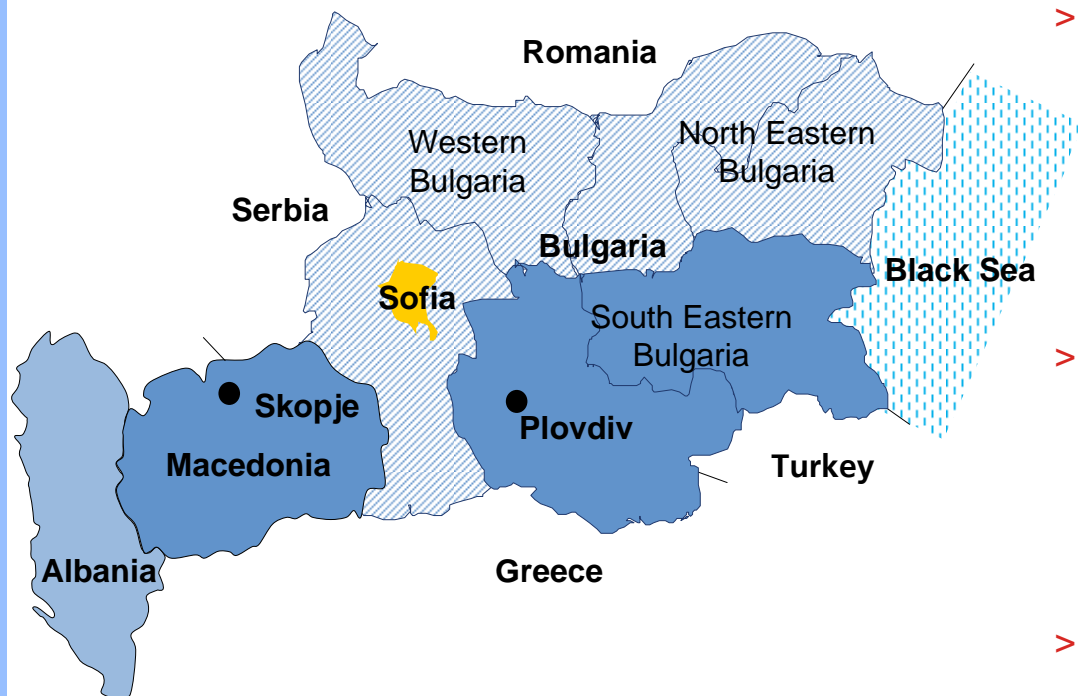 >
Romania
Western
Bulgaria
North Eastern
Bulgaria
Serbia
Bulgaria
Black Sea
Sofia
South Eastern
Bulgaria
>
Skopje
Plovdiv
Macedonia
Turkey
Albania
Greece
>